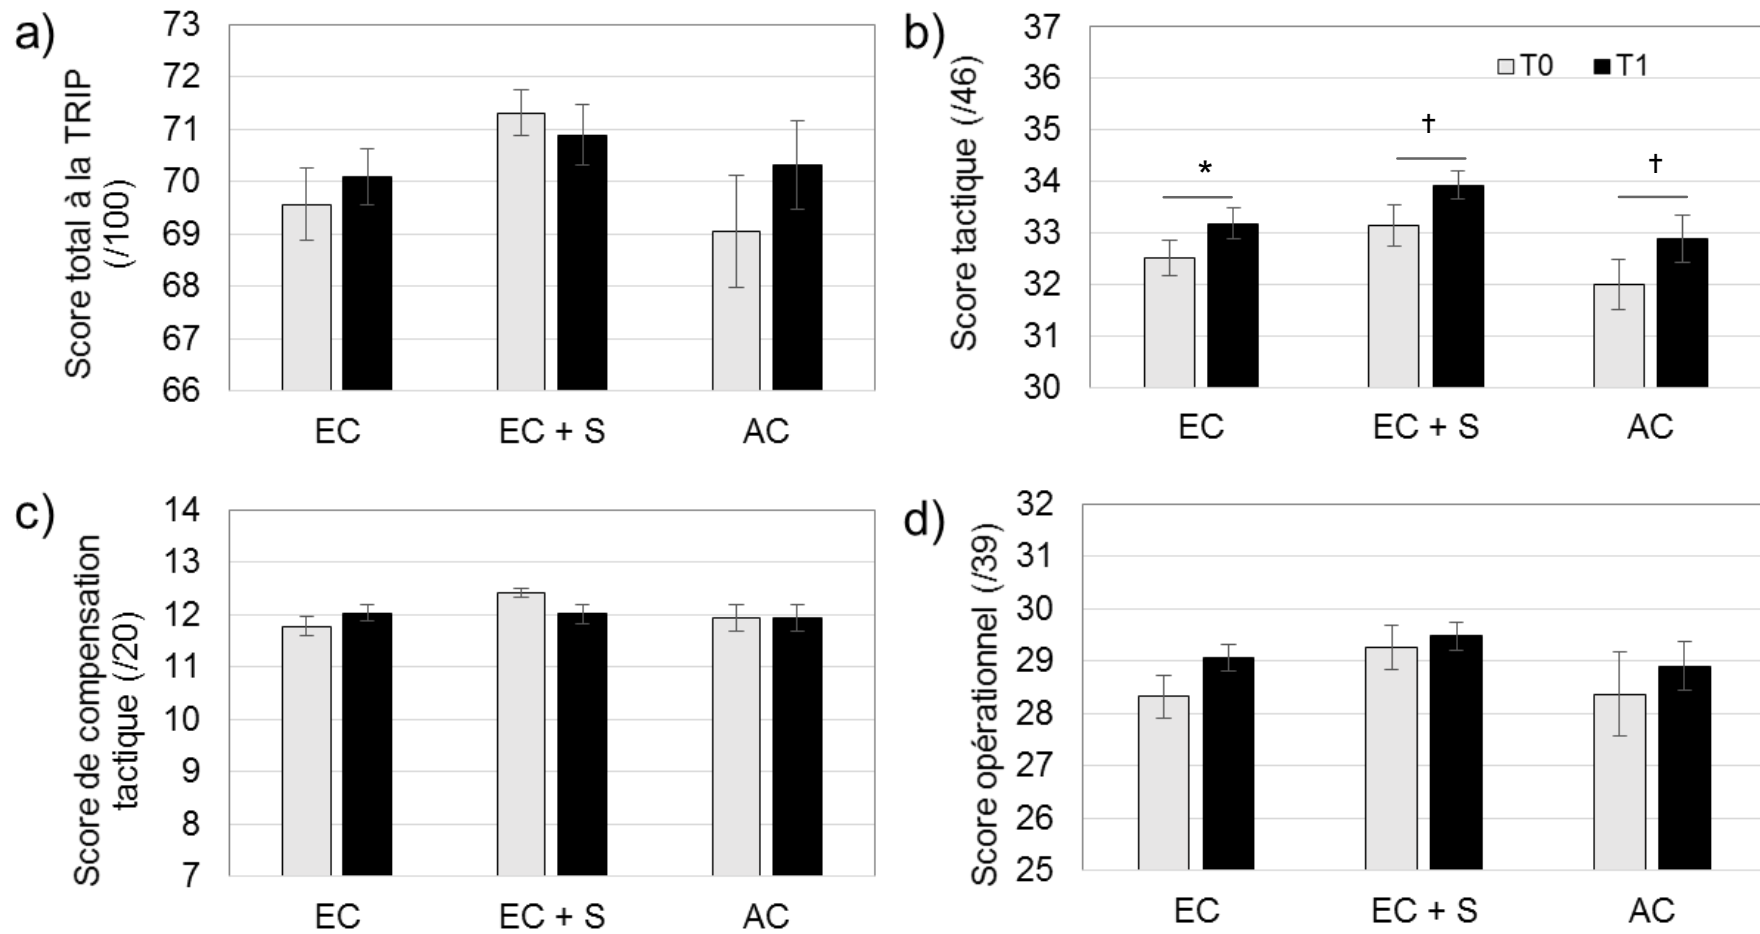 a)
Score total à la TRIP
(/100)
73
72
71
70
69
68
67
66
EC
EC + S
AC
b)
Score tactique (/46)
37
36
35
34
33
32
31
30
T0
T1
*
†
†
EC
EC + S
AC
c)
Score de compensation
tactique (/20)
14
13
12
11
10
9
8
7
EC
EC + S
AC
d)
Score opérationnel (/39)
32
31
30
29
28
27
26
25
EC
EC + S
AC